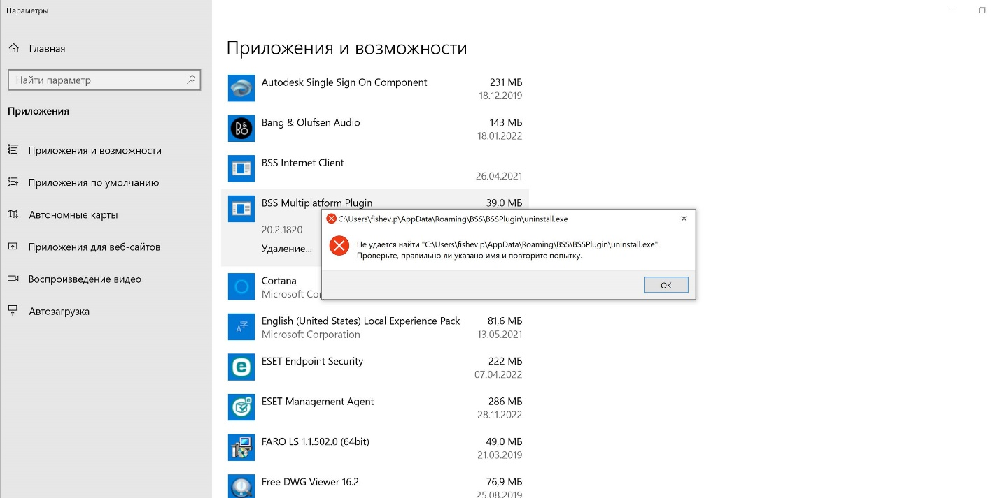 Параметры
Главная
Найти параметр
Приложения
Приложения и возможности
Приложения по умолчанию
Автономные карты
Приложения для веб-сайтов
Воспроизведение видео
Автозагрузка
Приложения и возможности
Autodesk Single Sign On Component 231 МБ
18.12.2019
Bang & Olufsen Audio 143 МБ
18.01.2022
BSS Internet Client
26.04.2021
BSS Multiplatform Plugin 39,0 МБ
20.2.1820
Удаление...
C:\Users\fishev.p\AppData\Roaming\BSS\BSSPlugin\uninstall.exe
Не удается найти "C:\Users\fishev.p\AppData\Roaming\BSS\BSSPlugin\uninstall.exe".
Проверьте, правильно ли указано имя и повторите попытку.
OK
Cortana
Microsoft Cor
English (United States) Local Experience Pack 81,6 МБ
Microsoft Corporation 13.05.2021
ESET Endpoint Security 222 МБ
07.04.2022
ESET Management Agent 286 МБ
28.11.2022
FARO LS 1.1.502.0 (64bit) 49,0 МБ
21.03.2019
Free DWG Viewer 16.2 76,9 МБ
25.08.2019